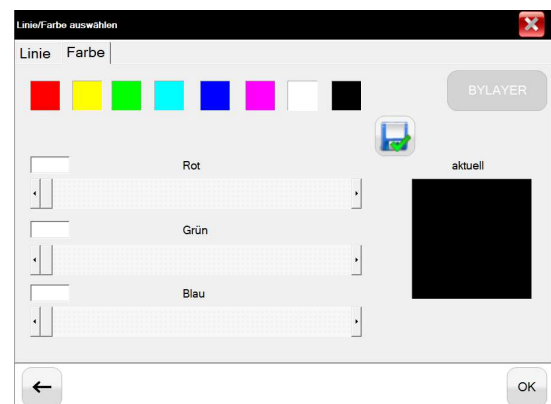 Linie/Farbe auswählen
Linie Farbe
BYLAYER
Rot
aktuell
Grün
Blau
OK